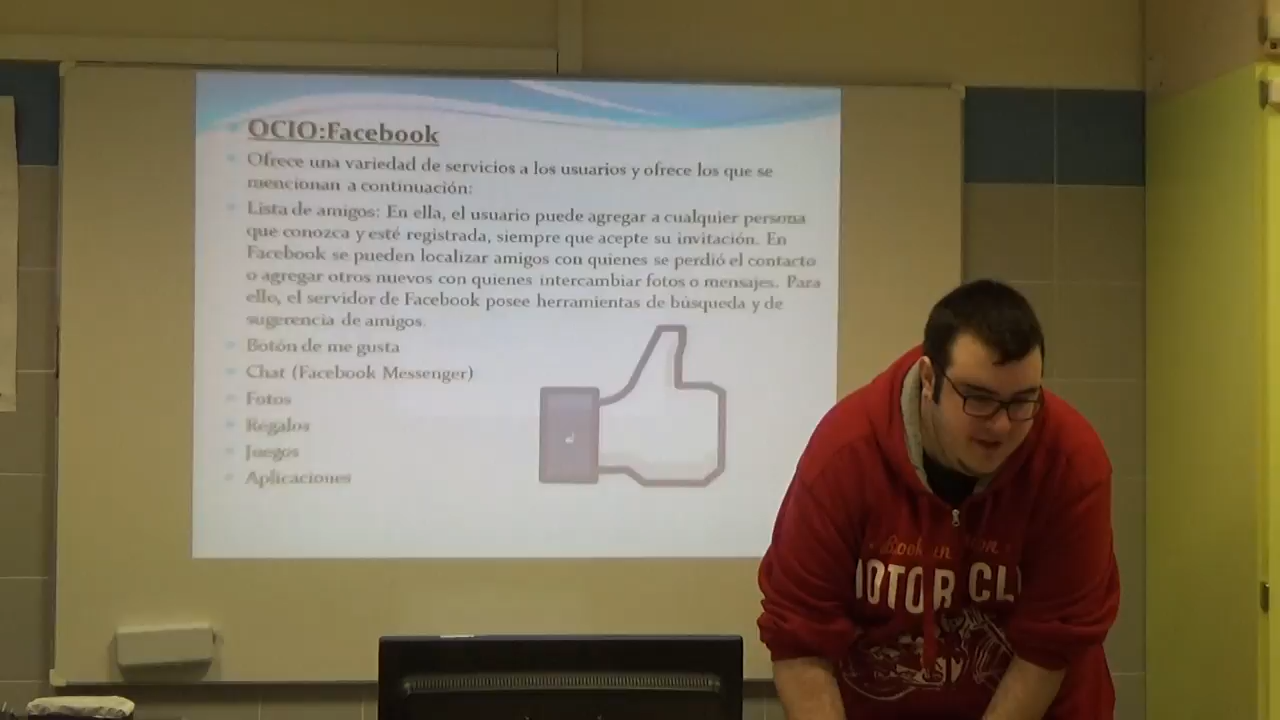 OCIO:Facebook
Ofrece una variedad de servicios a los usuarios y ofrece los que se
mencionan a continuación:
Lista de amigos: En ella, el usuario puede agregar a cualquier persona
que conozca y esté registrada, siempre que acepte su invitación. En
Facebook se pueden localizar amigos con quienes se perdió el contacto
o agregar otros nuevos con quienes intercambiar fotos o mensajes. Para
ello, el servidor de Facebook posee herramientas de búsqueda y de
sugerencia de amigos.
Botón de me gusta
Chat (Facebook Messenger)
Fotos
Regalos
Juegos
Aplicaciones
MOTOR CL